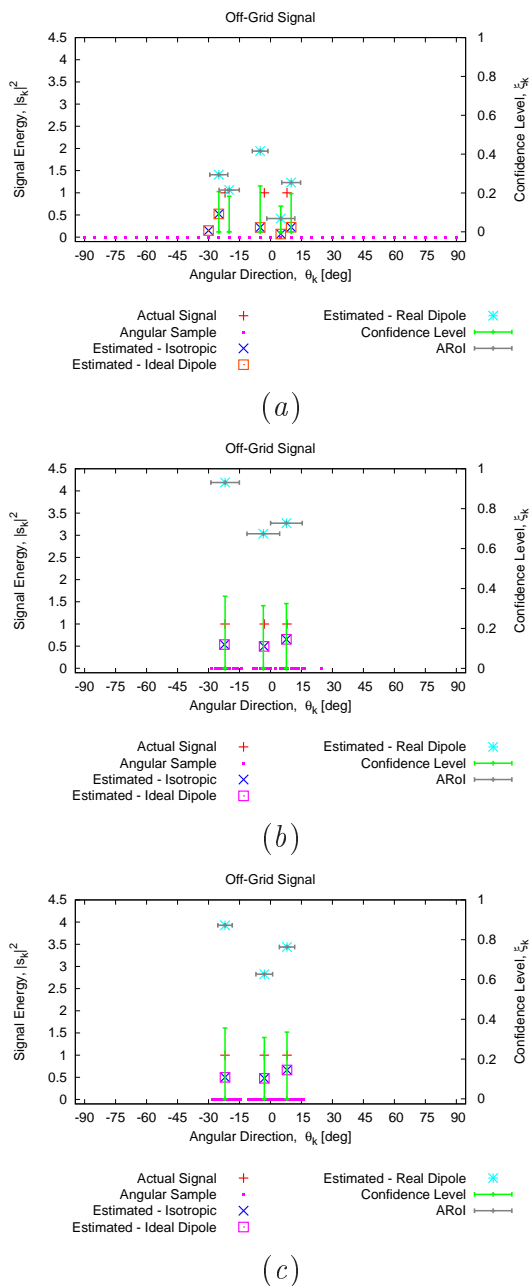 Off-Grid Signal
4.5
4
3.5
3
2.5
2
1.5
1
0.5
0
1
0.8
0.6
0.4
0.2
0
Signal Energy, |s_k|^2
Confidence Level, ξ_k
-90 -75 -60 -45 -30 -15 0 15 30 45 60 75 90
Angular Direction, θ_k [deg]
Actual Signal
Angular Sample
Estimated - Isotropic
Estimated - Ideal Dipole
Estimated - Real Dipole
Confidence Level
ARoI
(a)
Off-Grid Signal
4.5
4
3.5
3
2.5
2
1.5
1
0.5
0
1
0.8
0.6
0.4
0.2
0
Signal Energy, |s_k|^2
Confidence Level, ξ_k
-90 -75 -60 -45 -30 -15 0 15 30 45 60 75 90
Angular Direction, θ_k [deg]
Actual Signal
Angular Sample
Estimated - Isotropic
Estimated - Ideal Dipole
Estimated - Real Dipole
Confidence Level
ARoI
(b)
Off-Grid Signal
4.5
4
3.5
3
2.5
2
1.5
1
0.5
0
1
0.8
0.6
0.4
0.2
0
Signal Energy, |s_k|^2
Confidence Level, ξ_k
-90 -75 -60 -45 -30 -15 0 15 30 45 60 75 90
Angular Direction, θ_k [deg]
Actual Signal
Angular Sample
Estimated - Isotropic
Estimated - Ideal Dipole
Estimated - Real Dipole
Confidence Level
ARoI
(c)